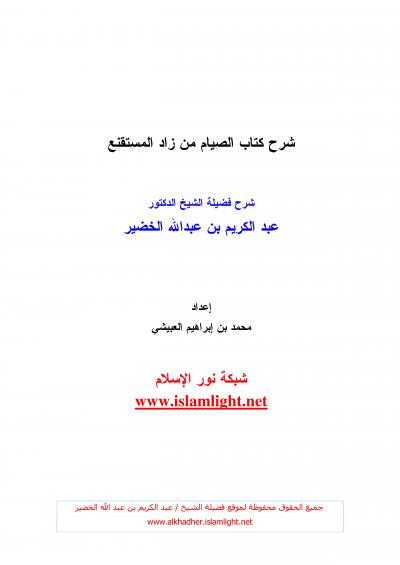 شرح كتاب الصيام من زاد المستقنع
شرح فضيلة الشيخ الدكتور
عبد الكريم بن عبدالله الخضير
إعداد
محمد بن إبراهيم العبيشي
شبكة نور الإسلام
www.islamlight.net
جميع الحقوق محفوظة لموقع فضيلة الشيخ / عبد الكريم بن عبد الله الخضير
www.alkhadher.islamlight.net